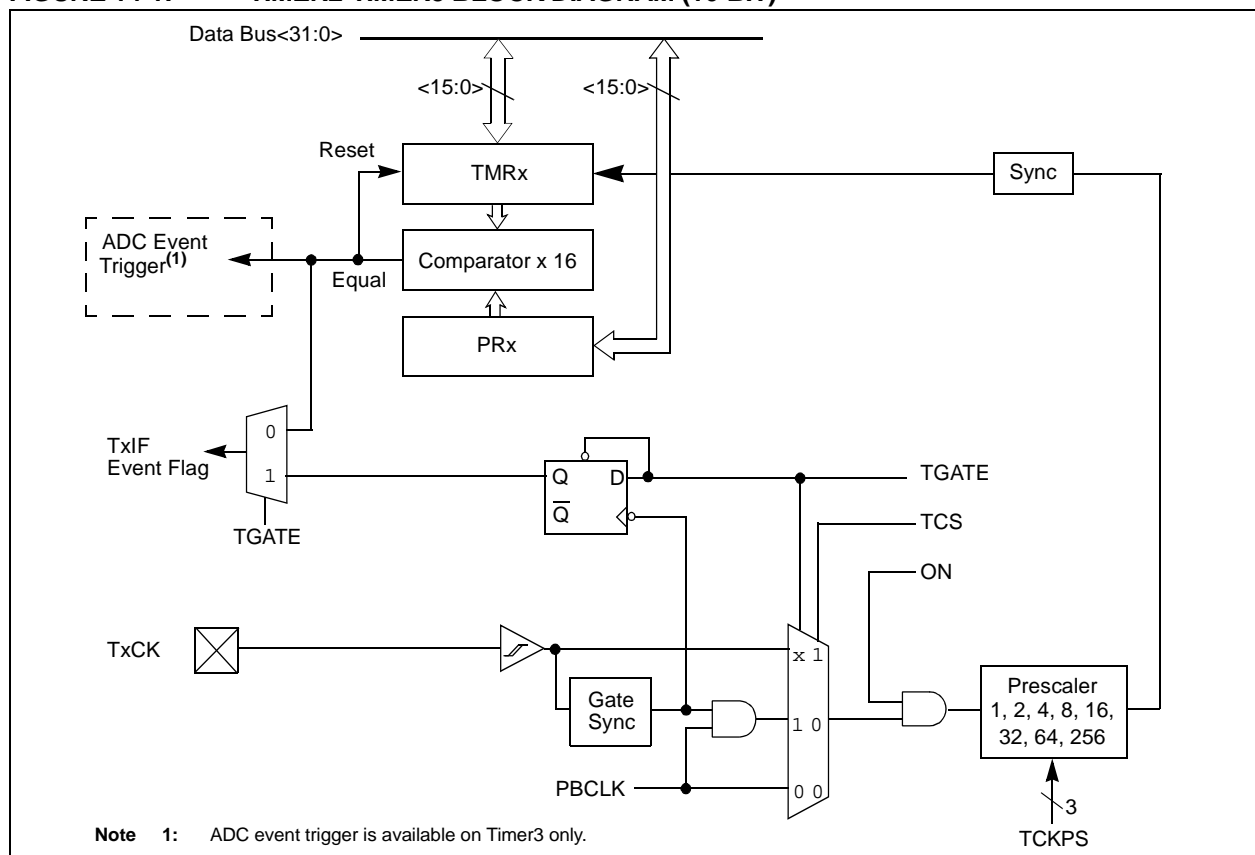 Data Bus<31:0>
<15:0>
<15:0>
Reset
TMRx
Sync
ADC Event
Trigger(1)
Equal
Comparator x 16
PRx
TxIF
Event Flag
0
1
TGATE
Q
D
Q
TGATE
TCS
ON
TxCK
x 1
Gate
Sync
1 0
Prescaler
1, 2, 4, 8, 16,
32, 64, 256
PBCLK
0 0
3
TCKPS
Note 1: ADC event trigger is available on Timer3 only.